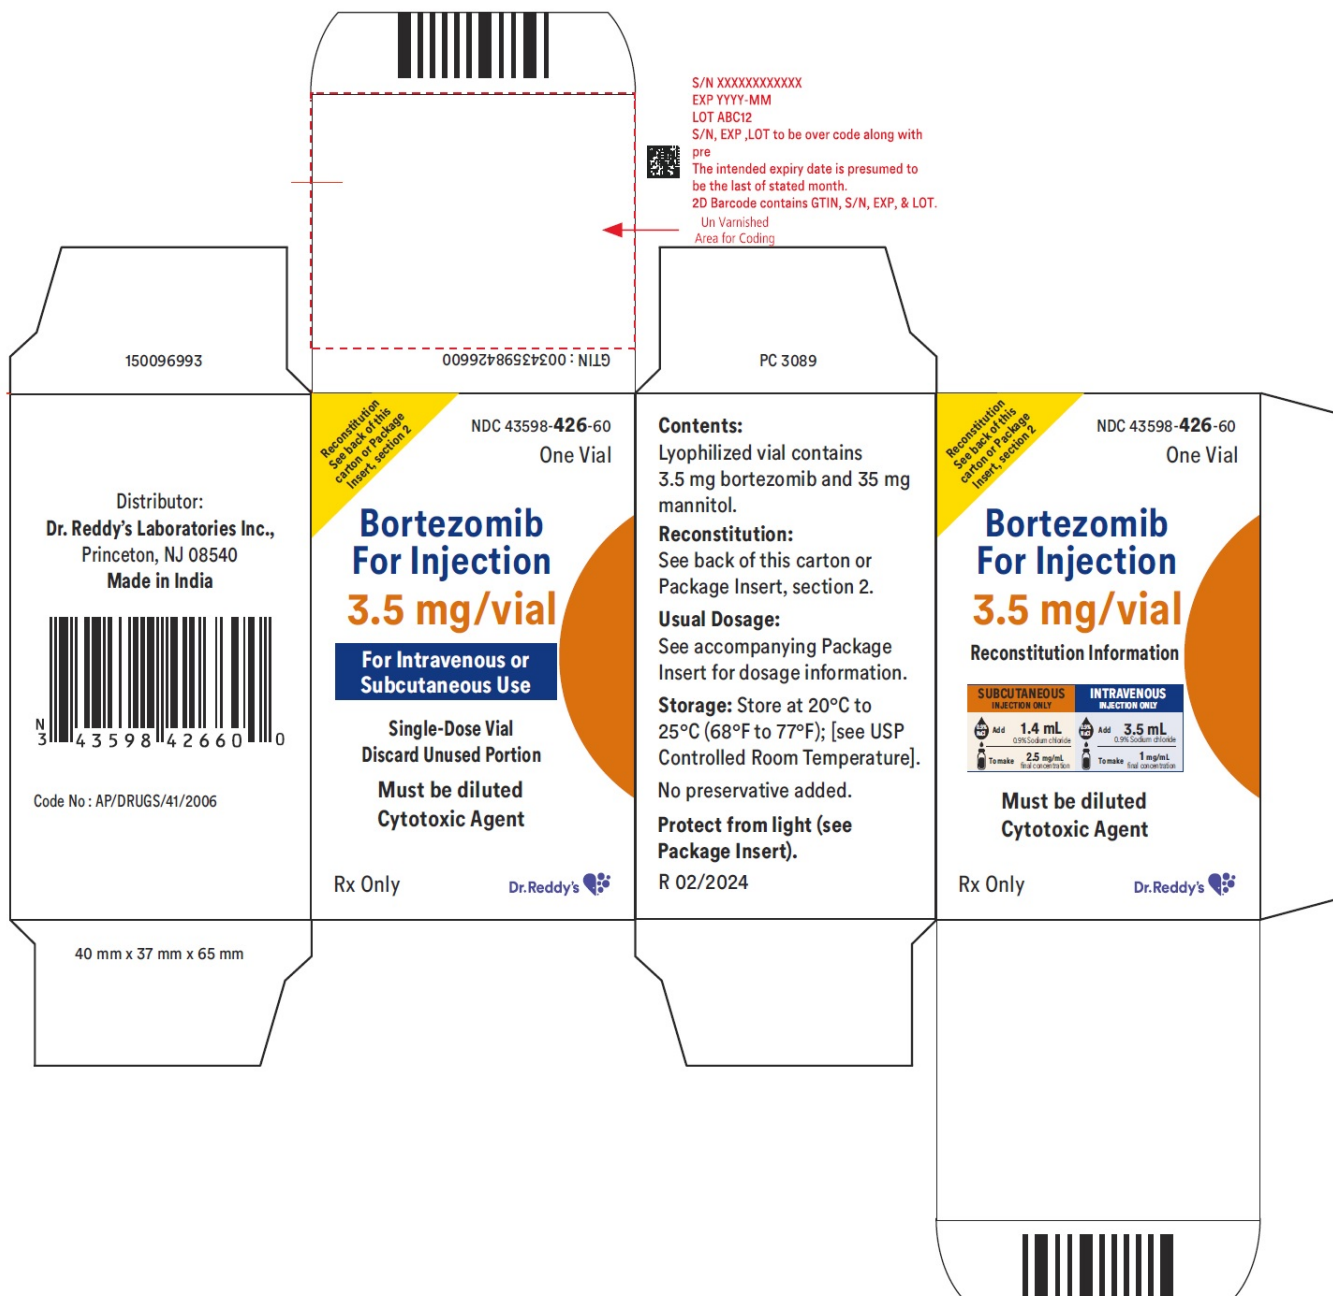 S/N XXXXXXXXXXXX
EXP YYYY-MM
LOT ABC12
S/N, EXP ,LOT to be over code along with
pre
The intended expiry date is presumed to
be the last of stated month.
2D Barcode contains GTIN, S/N, EXP, & LOT.
Un Varnished
Area for Coding
GTIN : 00343598426600
150096993
Distributor:
Dr. Reddy's Laboratories Inc.,
Princeton, NJ 08540
Made in India
N
3 43598 42660 0
Code No : AP/DRUGS/41/2006
40 mm x 37 mm x 65 mm
Reconstitution
See back of this
carton or Package
Insert, section 2
NDC 43598-426-60
One Vial
Bortezomib
For Injection
3.5 mg/vial
For Intravenous or
Subcutaneous Use
Single-Dose Vial
Discard Unused Portion
Must be diluted
Cytotoxic Agent
Rx Only
Dr.Reddy's
PC 3089
Contents:
Lyophilized vial contains
3.5 mg bortezomib and 35 mg
mannitol.
Reconstitution:
See back of this carton or
Package Insert, section 2.
Usual Dosage:
See accompanying Package
Insert for dosage information.
Storage: Store at 20°C to
25°C (68°F to 77°F); [see USP
Controlled Room Temperature].
No preservative added.
Protect from light (see
Package Insert).
R 02/2024
Reconstitution
See back of this
carton or Package
Insert, section 2
NDC 43598-426-60
One Vial
Bortezomib
For Injection
3.5 mg/vial
Reconstitution Information
SUBCUTANEOUS
INJECTION ONLY
Add 1.4 mL
0.9% Sodium chloride
To make 2.5 mg/mL
final concentration
INTRAVENOUS
INJECTION ONLY
Add 3.5 mL
0.9% Sodium chloride
To make 1 mg/mL
final concentration
Must be diluted
Cytotoxic Agent
Rx Only
Dr.Reddy's